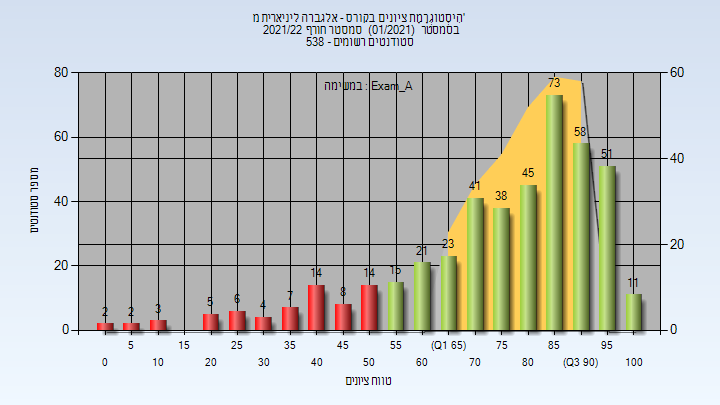 היסטוגרמת ציונים בקורס - אלגברה ליניארית מ'
בסמסטר (01/2021) סמסטר חורף 2021/22
סטודנטים רשומים - 538
במשימה : Exam_A
מספר סטודנטים
80
60
40
20
0
60
40
20
0
2 2 3 5 6 4 7 14 8 14 15 21 23 41 38 45 73 58 51 11
5 15 25 35 45 55 (Q1 65) 75 85 95
0 10 20 30 40 50 60 70 80 (Q3 90) 100
טווח ציונים